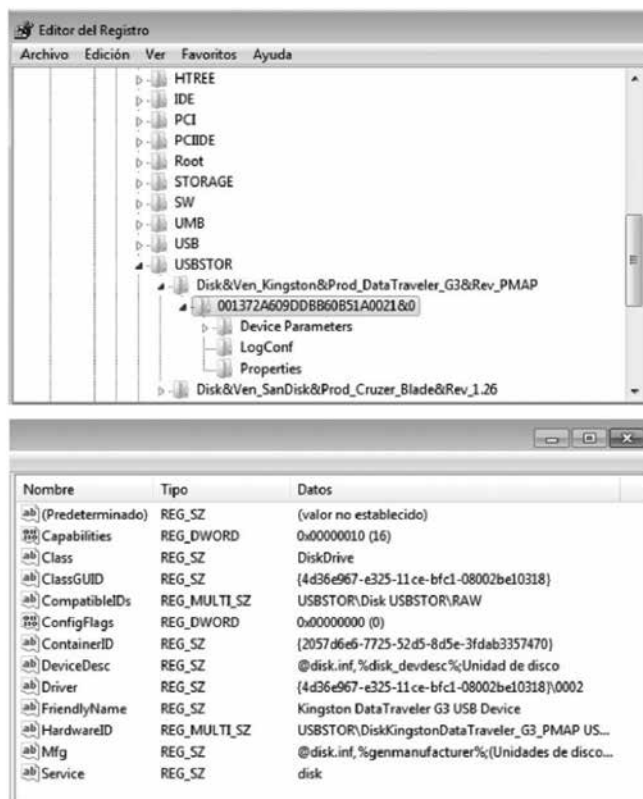 Editor del Registro
Archivo Edición Ver Favoritos Ayuda
HTREE
IDE
PCI
PCIIDE
Root
STORAGE
SW
UMB
USB
USBSTOR
Disk&Ven_Kingston&Prod_DataTraveler_G3&Rev_PMAP
001372A609DDBB60B51A0021&0
Device Parameters
LogConf
Properties
Disk&Ven_SanDisk&Prod_Cruzer_Blade&Rev_1.26
Nombre Tipo Datos
(Predeterminado) REG_SZ (valor no establecido)
Capabilities REG_DWORD 0x00000010 (16)
Class REG_SZ DiskDrive
ClassGUID REG_SZ {4d36e967-e325-11ce-bfc1-08002be10318}
CompatibleIDs REG_MULTI_SZ USBSTOR\Disk USBSTOR\RAW
ConfigFlags REG_DWORD 0x00000000 (0)
ContainerID REG_SZ {2057d6e6-7725-52d5-8d5e-3fdab3357470}
DeviceDesc REG_SZ @disk.inf,%disk_devdesc%;Unidad de disco
Driver REG_SZ {4d36e967-e325-11ce-bfc1-08002be10318}\0002
FriendlyName REG_SZ Kingston DataTraveler G3 USB Device
HardwareID REG_MULTI_SZ USBSTOR\DiskKingstonDataTraveler_G3_PMAP US...
Mfg REG_SZ @disk.inf,%genmanufacturer%;(Unidades de disco...
Service REG_SZ disk